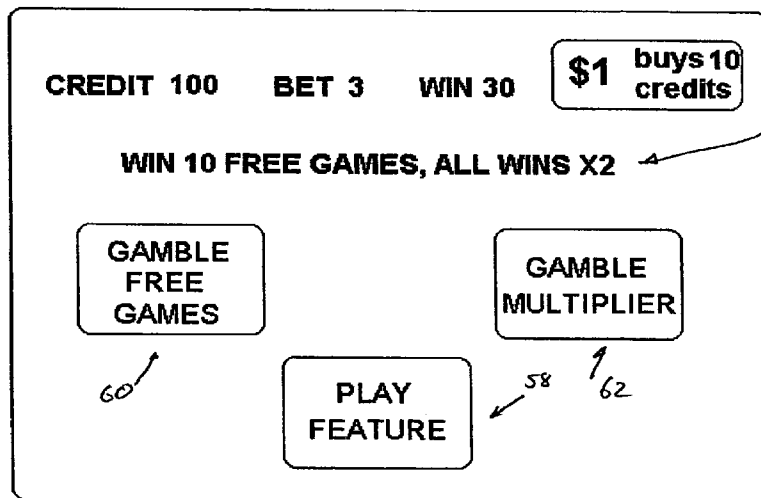 CREDIT 100 BET 3 WIN 30 $1 buys 10
credits
WIN 10 FREE GAMES, ALL WINS X2
GAMBLE
FREE
GAMES
GAMBLE
MULTIPLIER
60
PLAY
FEATURE
58
62